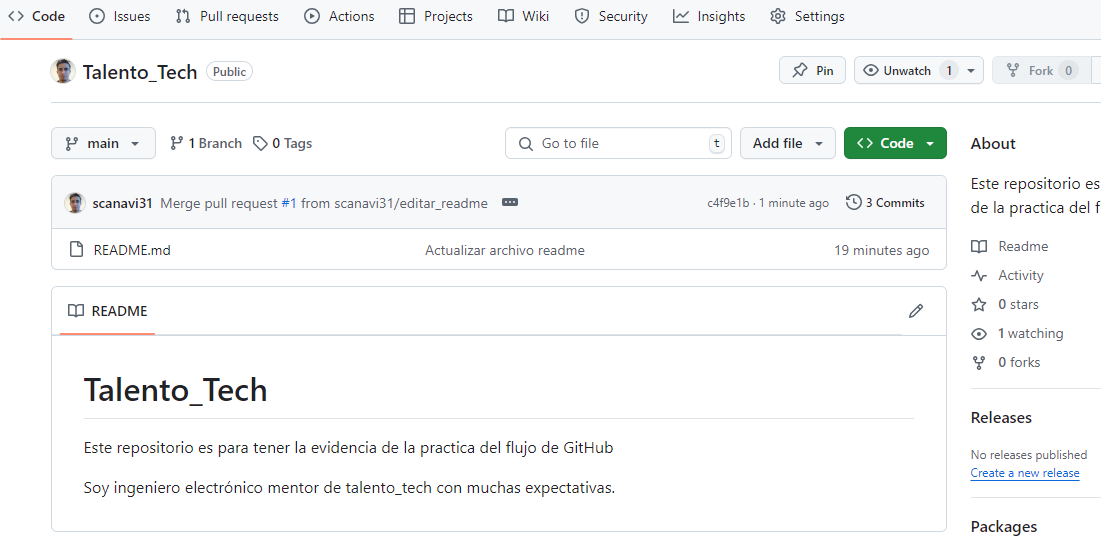 Code Issues Pull requests Actions Projects Wiki Security Insights Settings
Talento_Tech Public Pin Unwatch 1 Fork 0
main 1 Branch 0 Tags Go to file t Add file Code
scanavi31 Merge pull request #1 from scanavi31/editar_readme c4f9e1b · 1 minute ago 3 Commits
README.md Actualizar archivo readme 19 minutes ago
README
Talento_Tech
Este repositorio es para tener la evidencia de la practica del flujo de GitHub
Soy ingeniero electrónico mentor de talento_tech con muchas expectativas.
About
Este repositorio es
de la practica del f
Readme
Activity
0 stars
1 watching
0 forks
Releases
No releases published
Create a new release
Packages